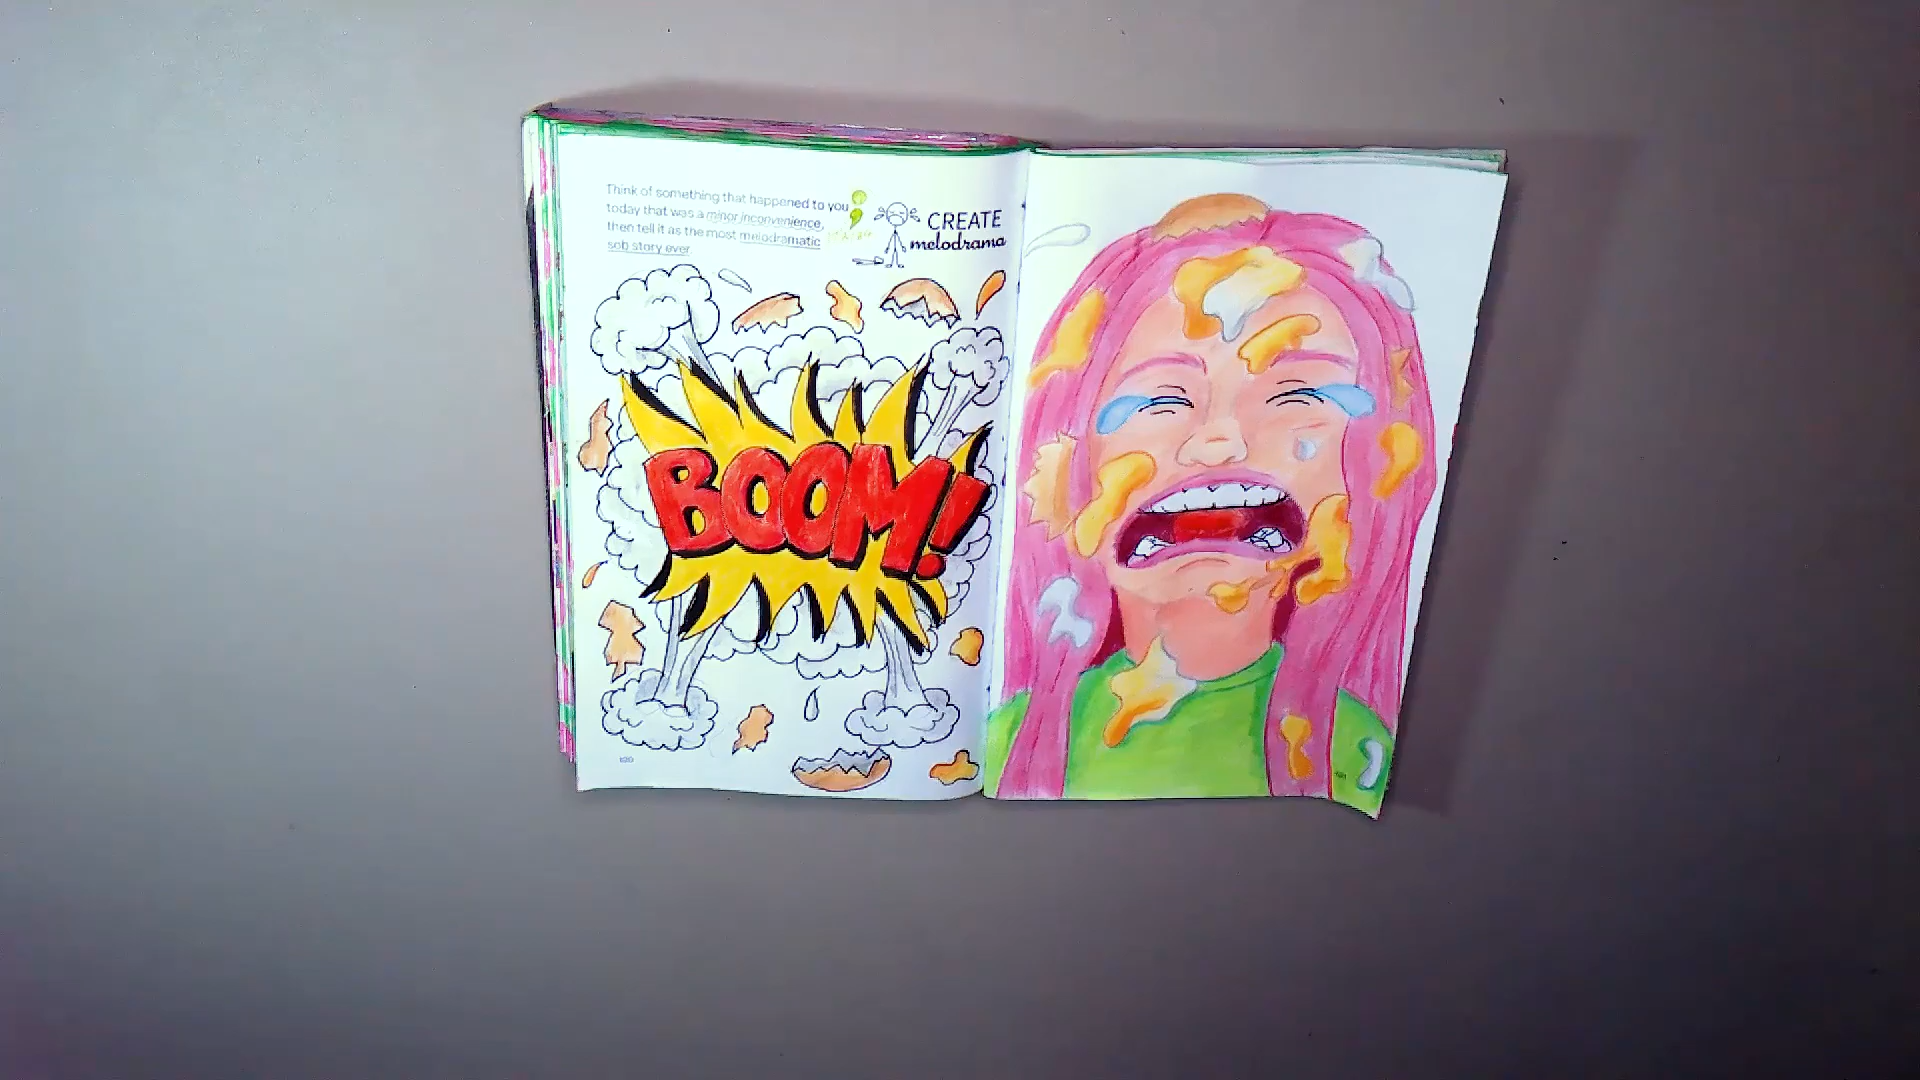 Think of something that happened to you
today that was a minor inconvenience,
then tell it as the most melodramatic
sob story ever.
CREATE
melodrama
BOOM!